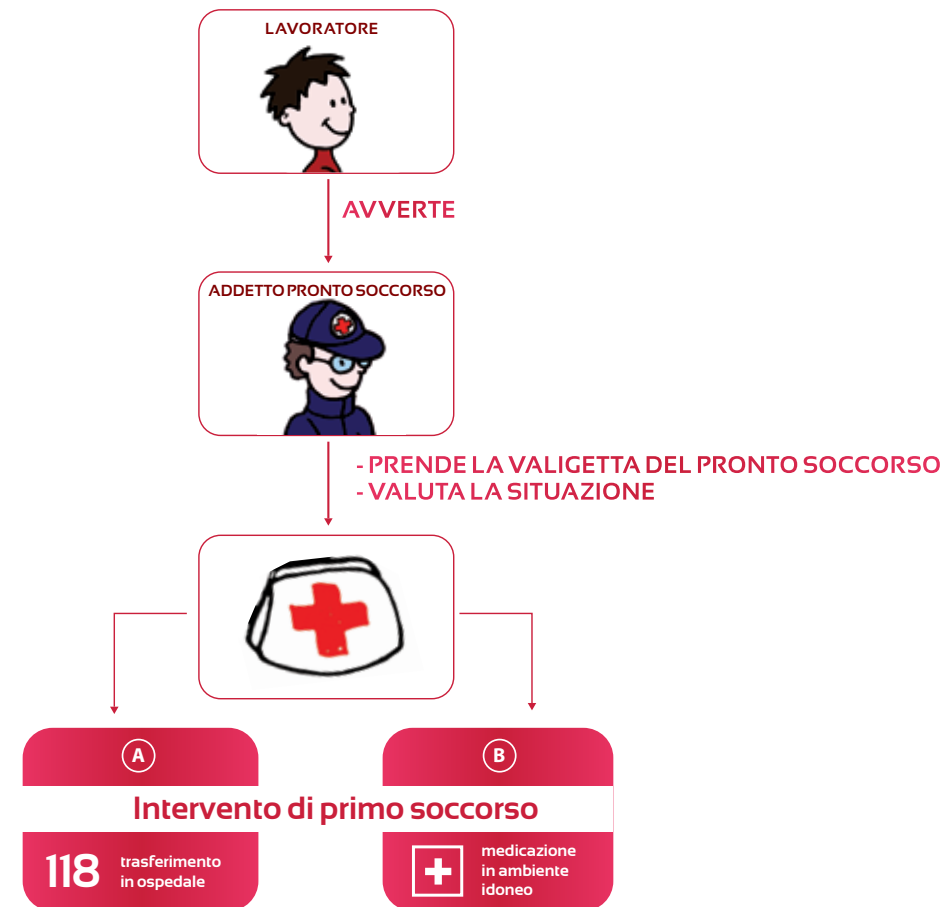 LAVORATORE
AVVERTE
ADDETTO PRONTO SOCCORSO
- PRENDE LA VALIGETTA DEL PRONTO SOCCORSO
- VALUTA LA SITUAZIONE
A
B
Intervento di primo soccorso
118
trasferimento
in ospedale
medicazione
in ambiente
idoneo